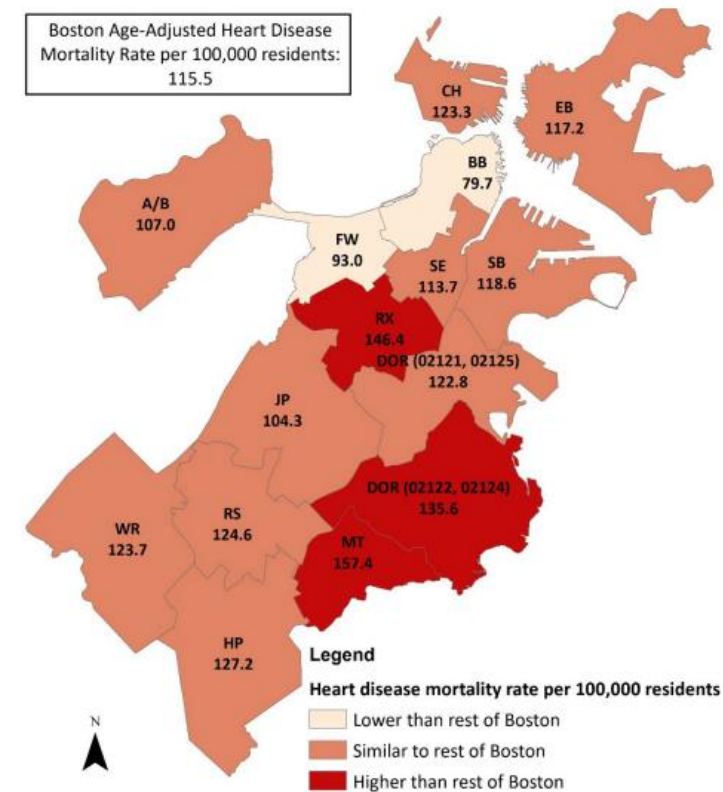 Boston Age-Adjusted Heart Disease
Mortality Rate per 100,000 residents:
115.5
CH
123.3
EB
117.2
BB
79.7
A/B
107.0
FW
93.0
SE
113.7
SB
118.6
RX
146.4
DOR (02121, 02125)
122.8
JP
104.3
DOR (02122, 02124)
135.6
WR
123.7
RS
124.6
MT
157.4
HP
127.2
Legend
Heart disease mortality rate per 100,000 residents
Lower than rest of Boston
Similar to rest of Boston
Higher than rest of Boston
N